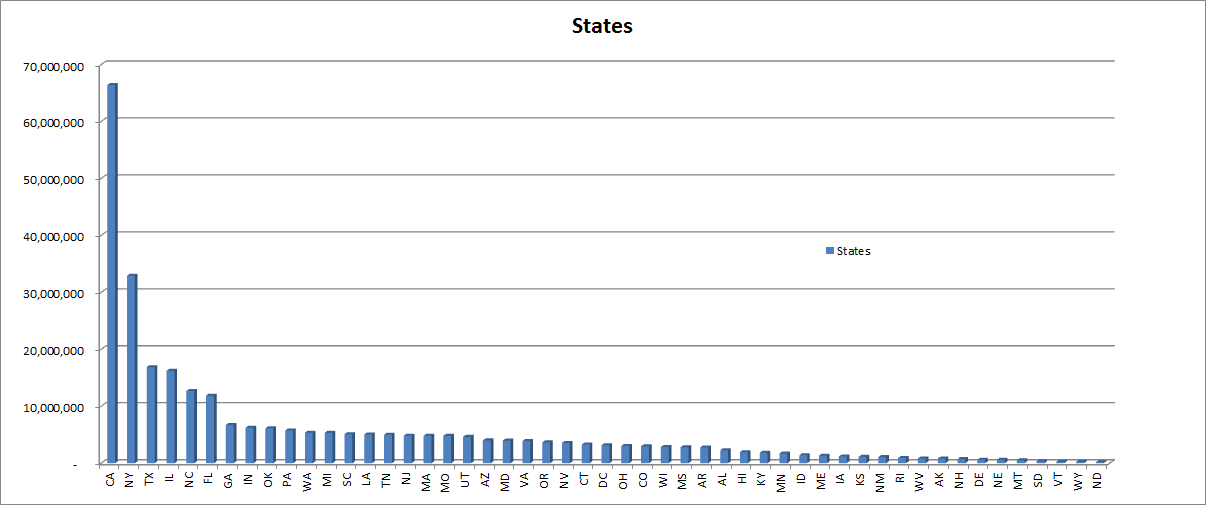 States
70,000,000
60,000,000
50,000,000
40,000,000
30,000,000
20,000,000
10,000,000
-
States
CA NY TX IL NC FL GA IN OK PA WA MI SC LA TN NJ MA MO UT AZ MD VA OR NV CT DC OH CO WI MS AR AL HI KY MN ID ME IA KS NM RI WV AK NH DE NE MT SD VT WY ND